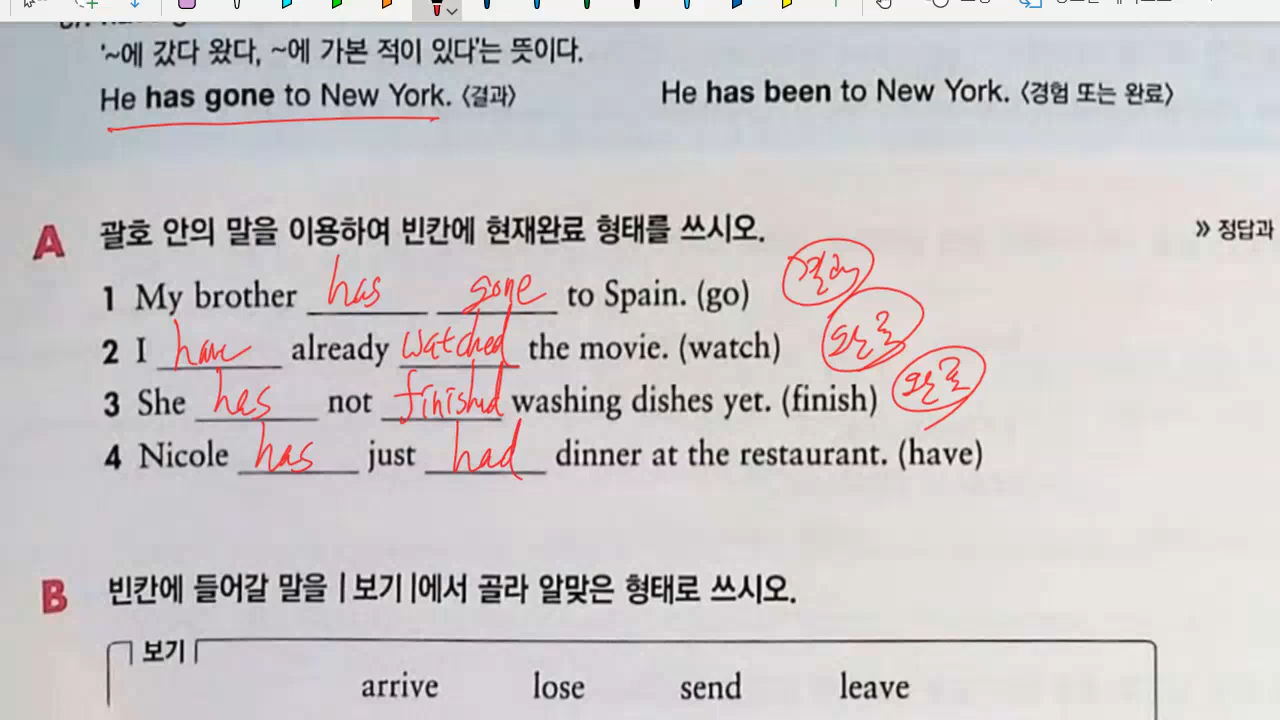 '~에 갔다 왔다, ~에 가본 적이 있다'는 뜻이다.
He has gone to New York. <결과>
He has been to New York. <경험 또는 완료>
A 괄호 안의 말을 이용하여 빈칸에 현재완료 형태를 쓰시오.
» 정답과
1 My brother has gone to Spain. (go) 결과
2 I have already watched the movie. (watch) 완료
3 She has not finished washing dishes yet. (finish) 완료
4 Nicole has just had dinner at the restaurant. (have)
B 빈칸에 들어갈 말을 |보기|에서 골라 알맞은 형태로 쓰시오.
보기
arrive lose send leave